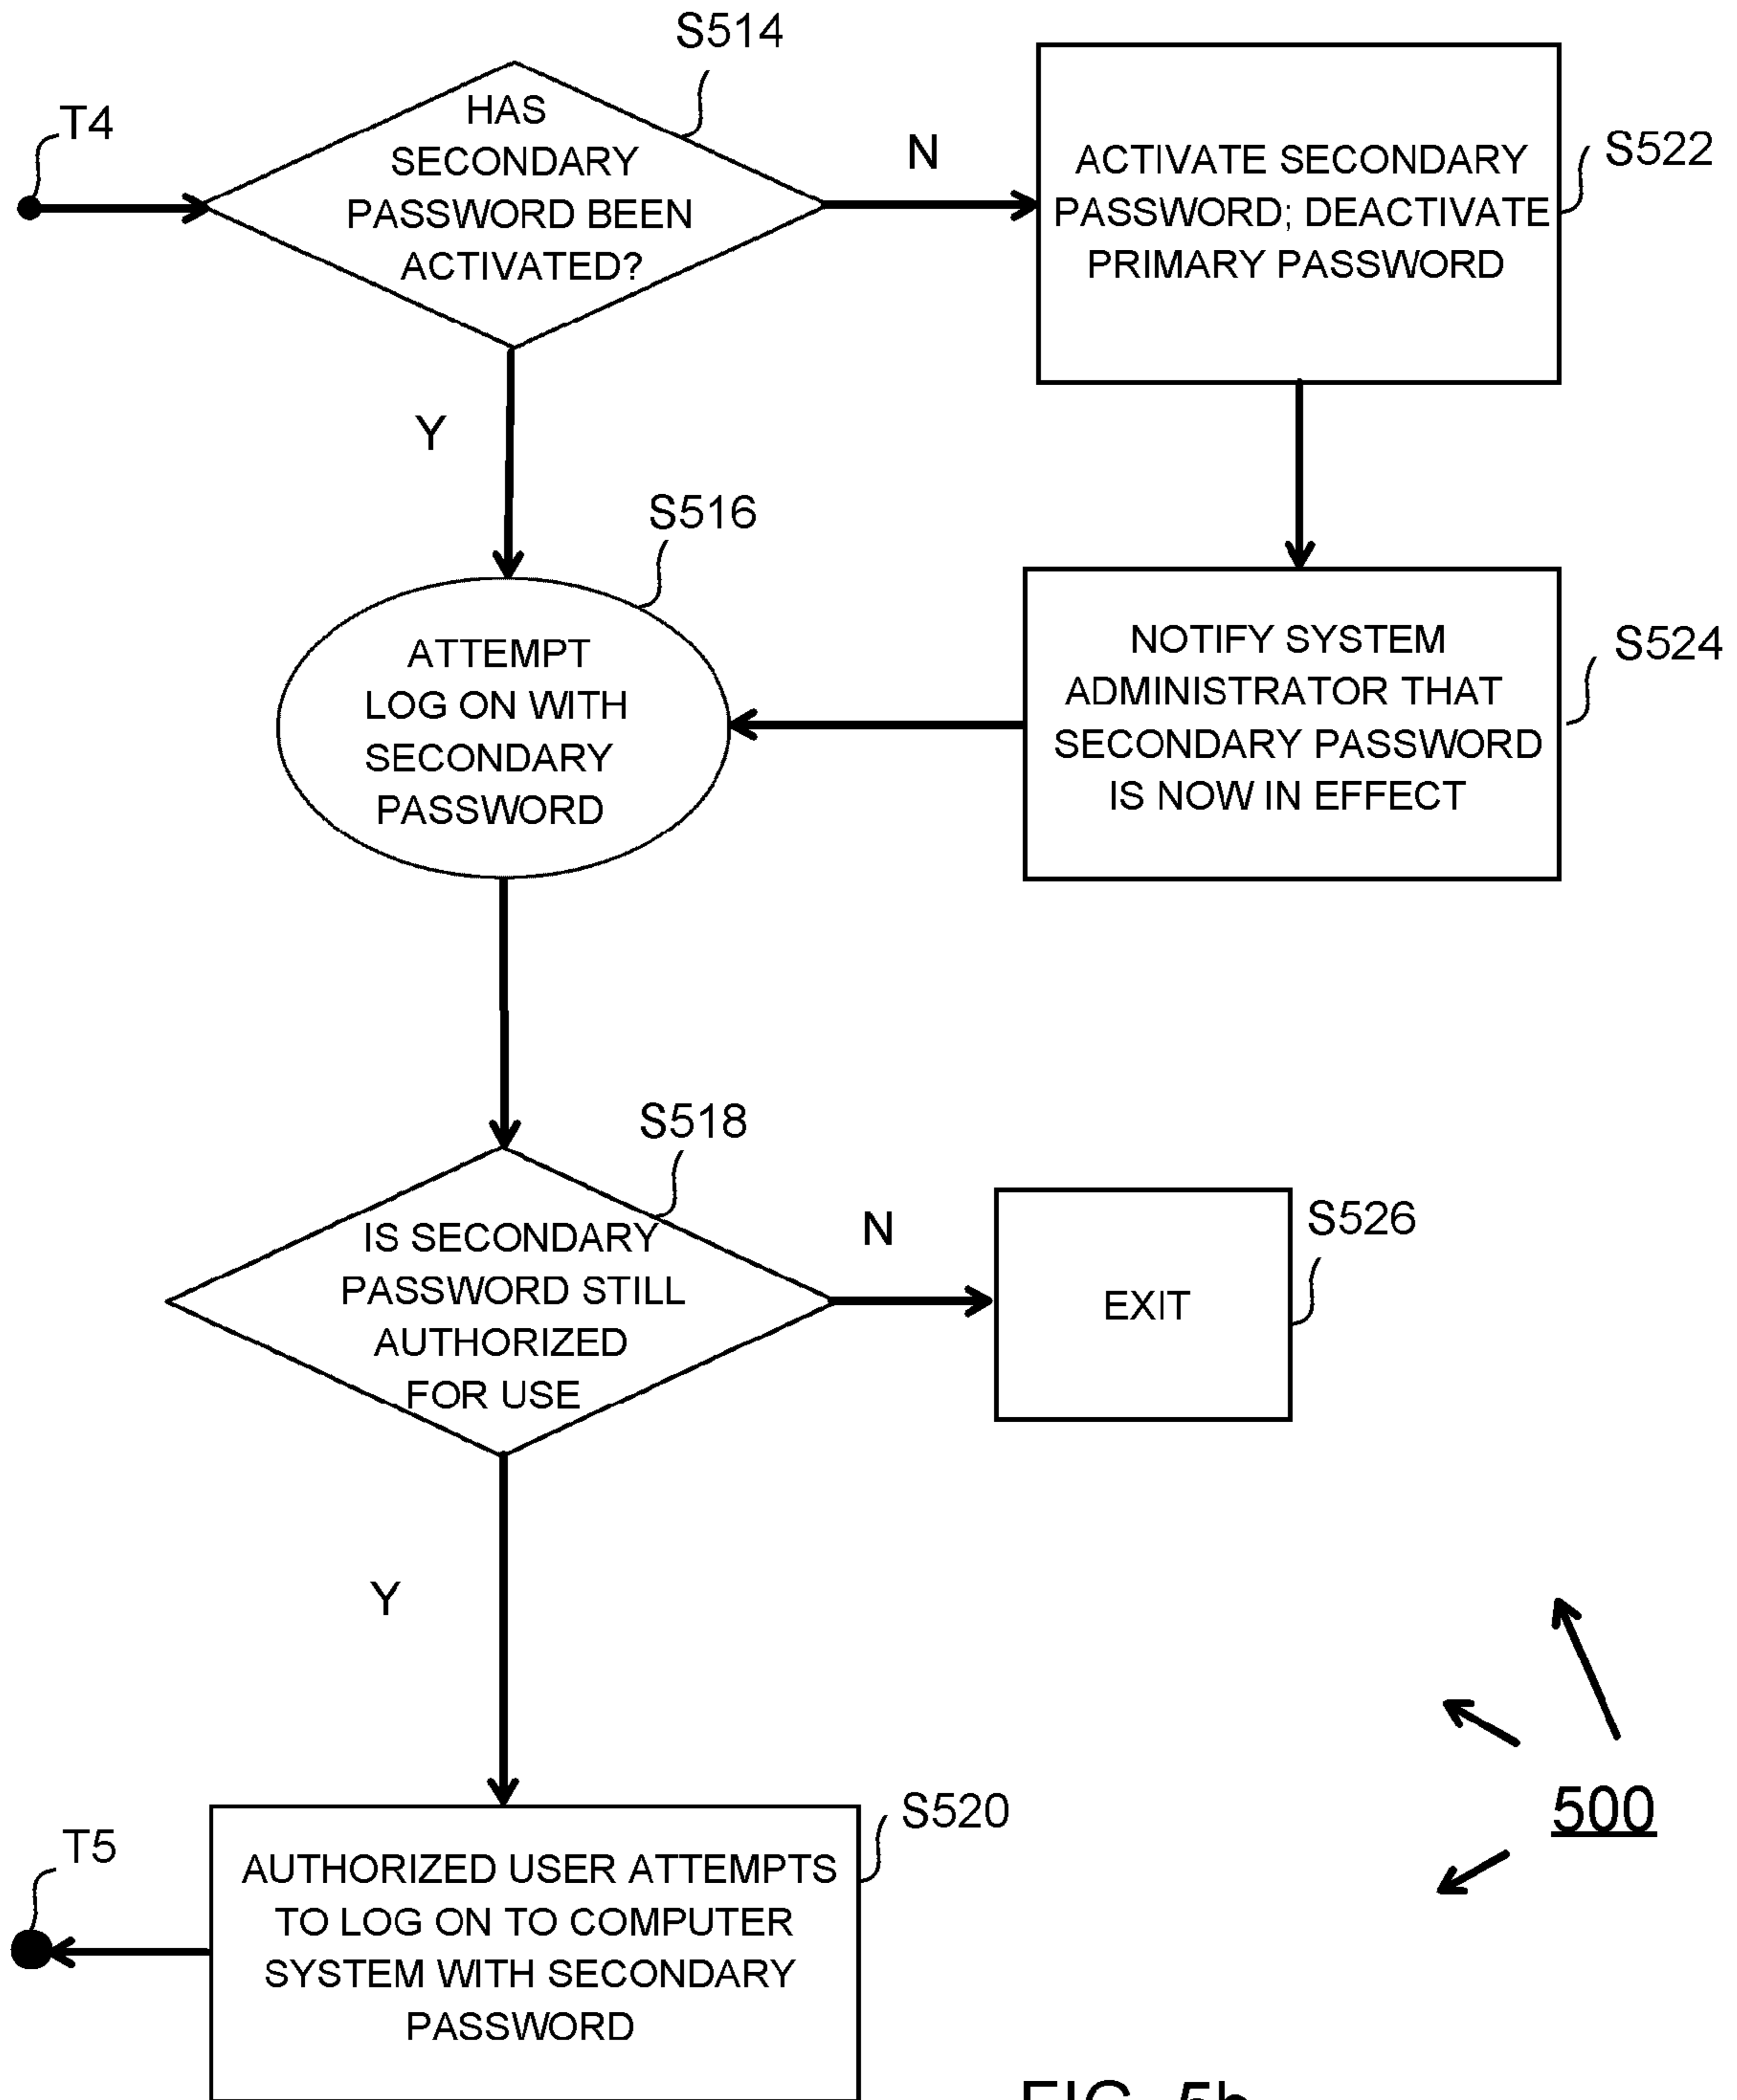 S514
T4
HAS
SECONDARY
PASSWORD BEEN
ACTIVATED?
N
ACTIVATE SECONDARY
PASSWORD; DEACTIVATE
PRIMARY PASSWORD
S522
Y
S516
ATTEMPT
LOG ON WITH
SECONDARY
PASSWORD
NOTIFY SYSTEM
ADMINISTRATOR THAT
SECONDARY PASSWORD
IS NOW IN EFFECT
S524
S518
IS SECONDARY
PASSWORD STILL
AUTHORIZED
FOR USE
N
EXIT
S526
Y
S520
T5
AUTHORIZED USER ATTEMPTS
TO LOG ON TO COMPUTER
SYSTEM WITH SECONDARY
PASSWORD
500
FIG. 5b